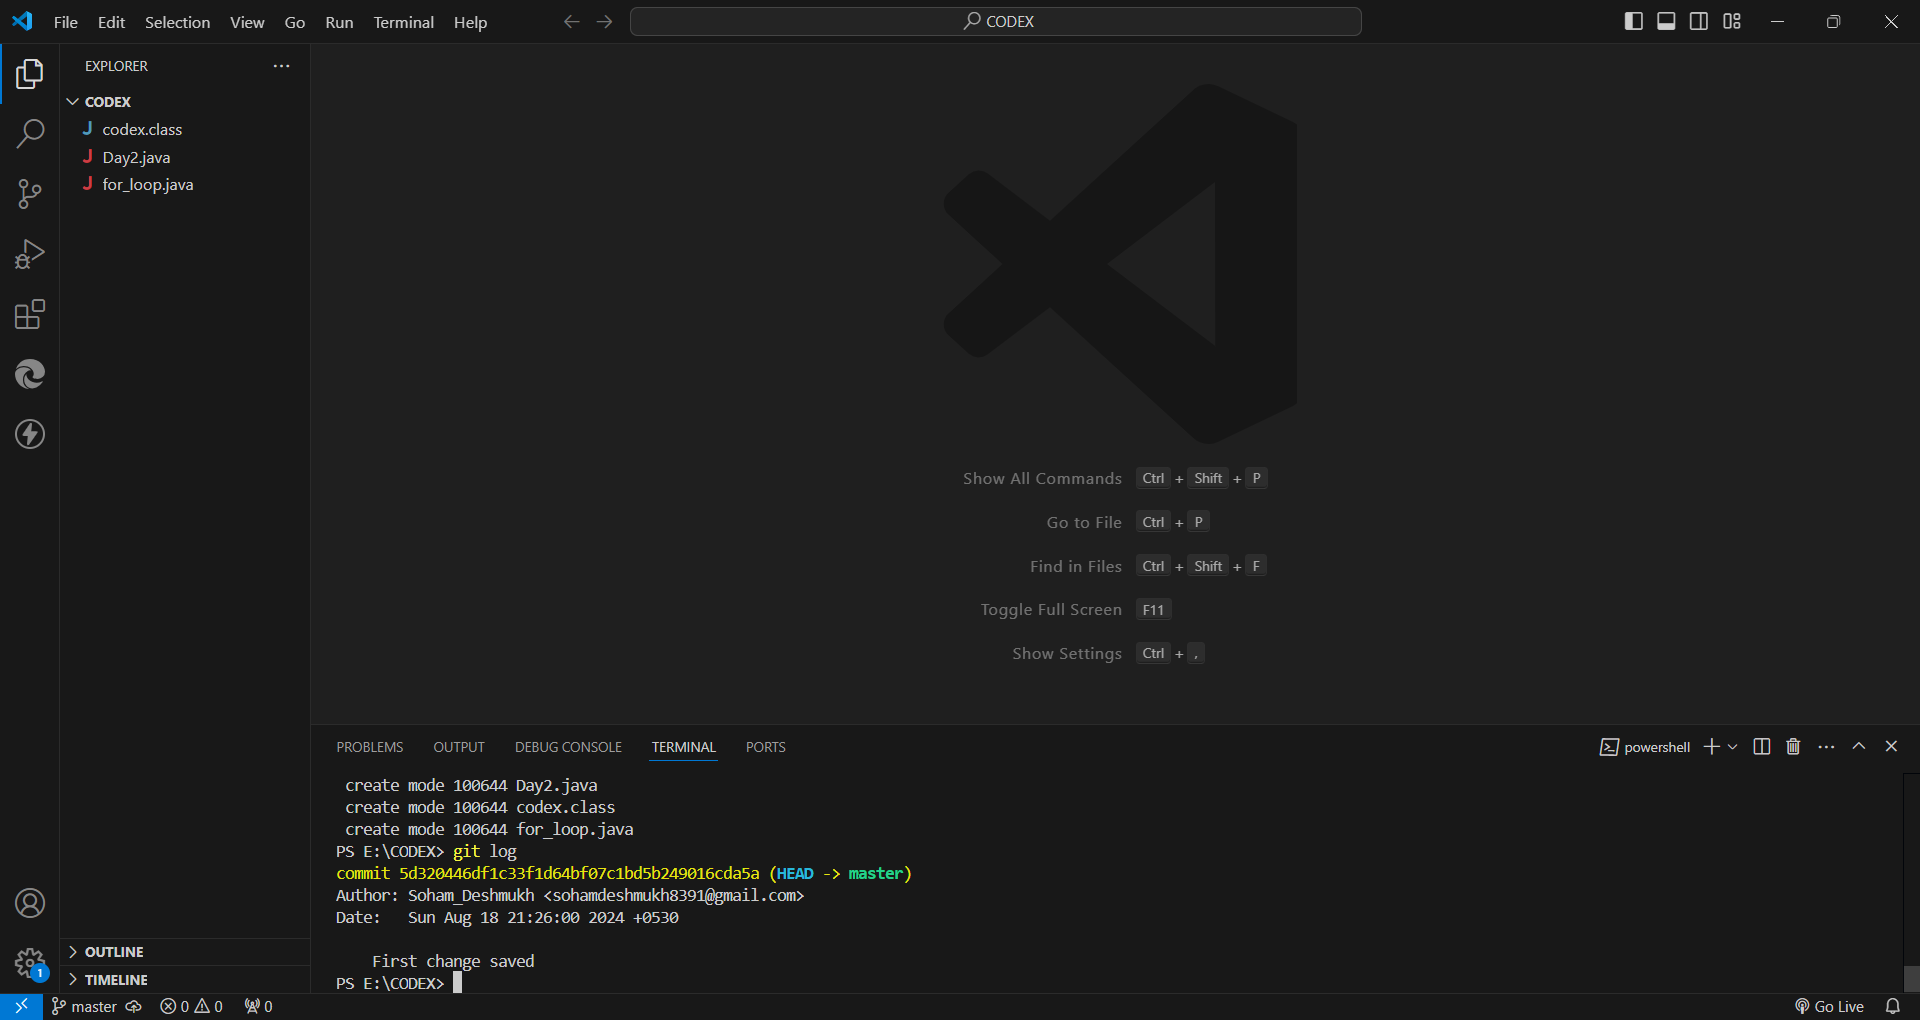 File Edit Selection View Go Run Terminal Help
CODEX
EXPLORER
CODEX
J codex.class
J Day2.java
J for_loop.java
Show All Commands Ctrl + Shift + P
Go to File Ctrl + P
Find in Files Ctrl + Shift + F
Toggle Full Screen F11
Show Settings Ctrl + ,
PROBLEMS OUTPUT DEBUG CONSOLE TERMINAL PORTS
powershell
create mode 100644 Day2.java
create mode 100644 codex.class
create mode 100644 for_loop.java
PS E:\CODEX> git log
commit 5d320446df1c33f1d64bf07c1bd5b249016cda5a (HEAD -> master)
Author: Soham_Deshmukh <sohamdeshmukh8391@gmail.com>
Date:   Sun Aug 18 21:26:00 2024 +0530
First change saved
PS E:\CODEX>
OUTLINE
TIMELINE
1
master 0 0 0
Go Live